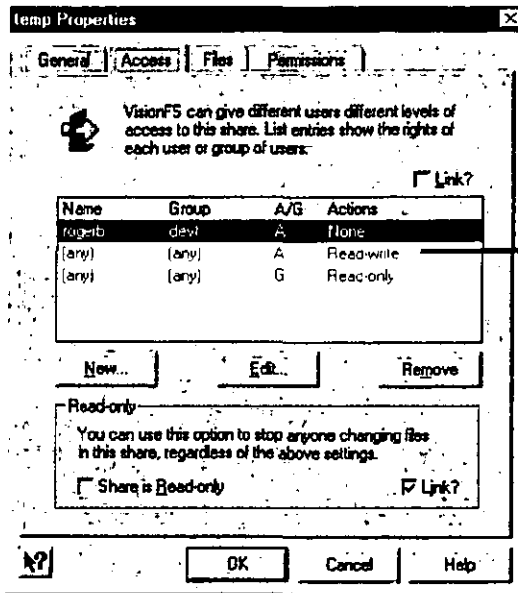 temp Properties
General Access Files Permissions
VisionFS can give different users different levels of
access to this share. List entries show the rights of
each user or group of users.
Link?
Name Group A/G Actions
rogerb devt A None
(any) (any) A Read-write
(any) (any) G Read-only
New... Edit... Remove
Read-only
You can use this option to stop anyone changing files
in this share, regardless of the above settings.
Share is Read-only Link?
OK Cancel Help